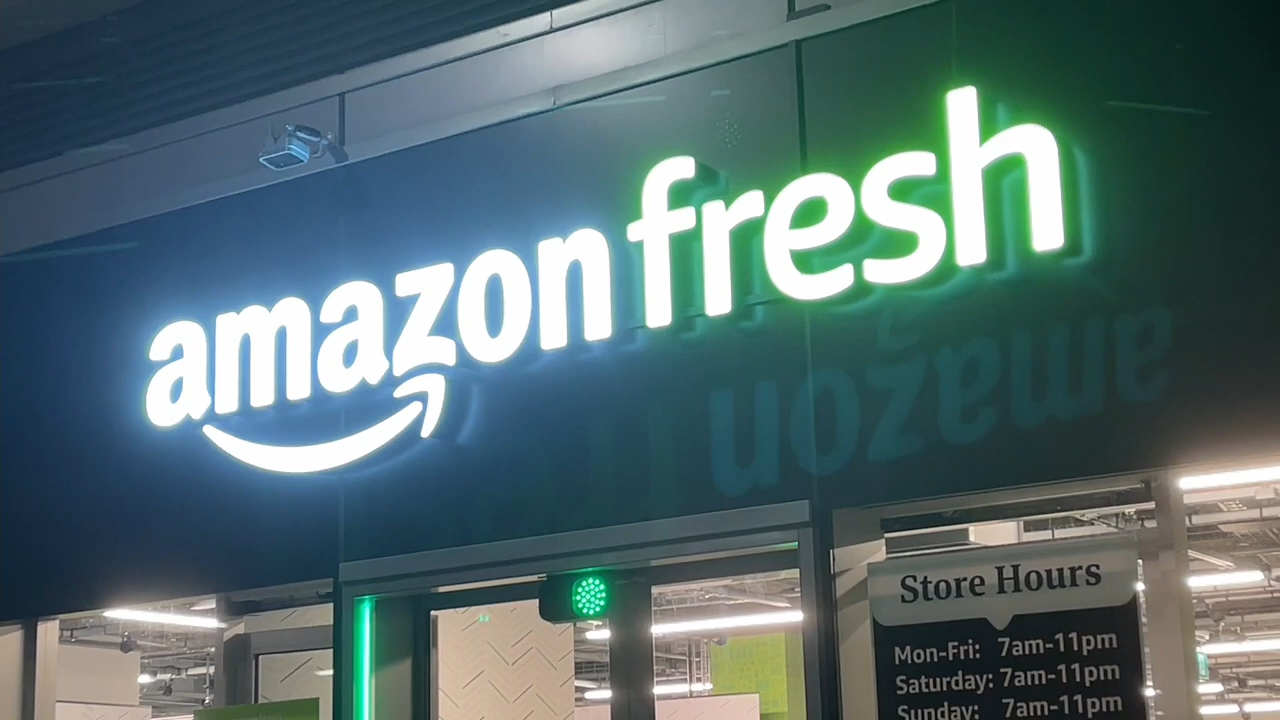 amazon fresh
Store Hours
Mon-Fri: 7am-11pm
Saturday: 7am-11pm
Sunday: 7am-11pm